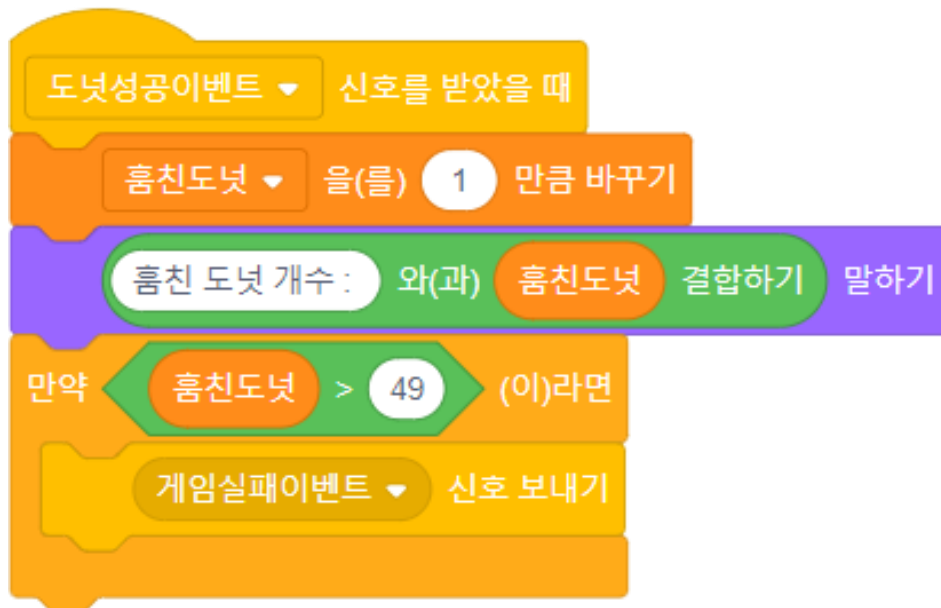 도넛성공이벤트 신호를 받았을 때
훔친도넛 을(를) 1 만큼 바꾸기
훔친 도넛 개수 : 와(과) 훔친도넛 결합하기 말하기
만약 훔친도넛 > 49 (이)라면
게임실패이벤트 신호 보내기